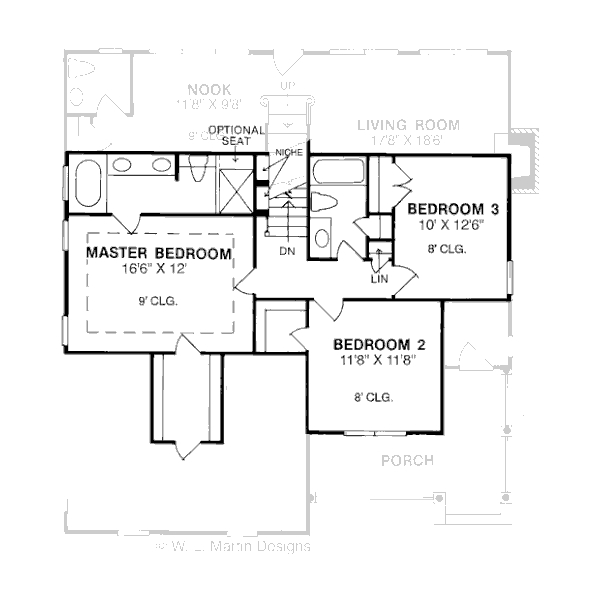 NOOK
11'8" X 9'8'
9' CLG.
UP
LIVING ROOM
17'8" X 18'6'
OPTIONAL
SEAT
NICHE
DN
LIN
BEDROOM 3
10' X 12'6"
8' CLG.
MASTER BEDROOM
16'6" X 12'
9' CLG.
BEDROOM 2
11'8" X 11'8"
8' CLG.
PORCH
© W. L. Martin Designs